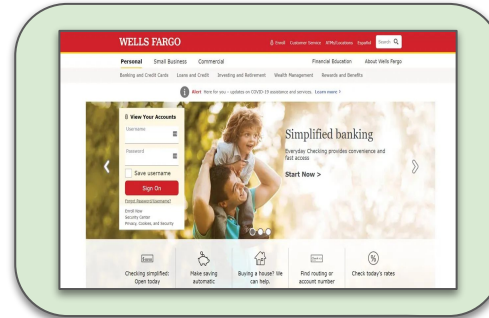 WELLS FARGO
Enroll Customer Service ATMs/Locations Español Search
Personal Small Business Commercial Financial Education About Wells Fargo
Banking and Credit Cards Loans and Credit Investing and Retirement Wealth Management Rewards and Benefits
Alert Here for you – updates on COVID-19 assistance and services. Learn more >
View Your Accounts
Username
Password
Save username
Sign On
Forgot Password/Username?
Enroll Now
Security Center
Privacy, Cookies, and Security
Simplified banking
Everyday Checking provides convenience and
fast access
Start Now >
Checking simplified:
Open today
Make saving
automatic
Buying a house? We
can help.
Find routing or
account number
Check today's rates